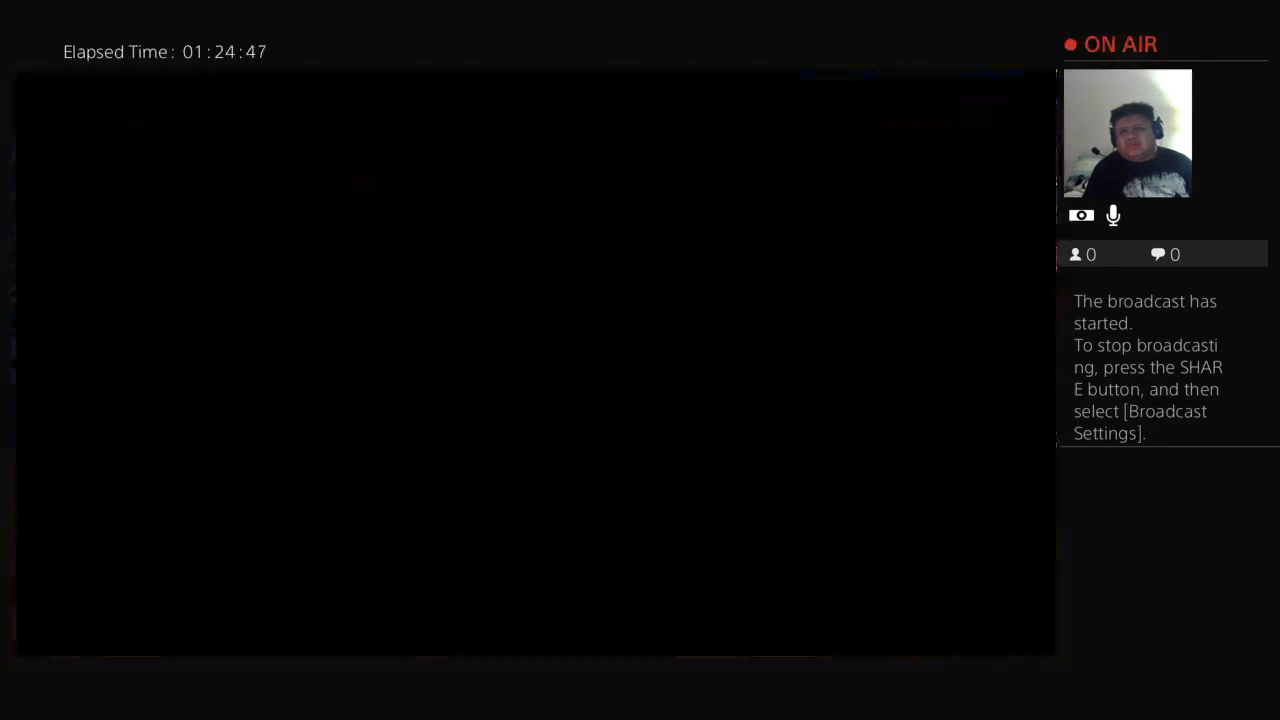 Elapsed Time: 01:24:47
ON AIR
0 0
The broadcast has
started.
To stop broadcasti
ng, press the SHAR
E button, and then
select [Broadcast
Settings].